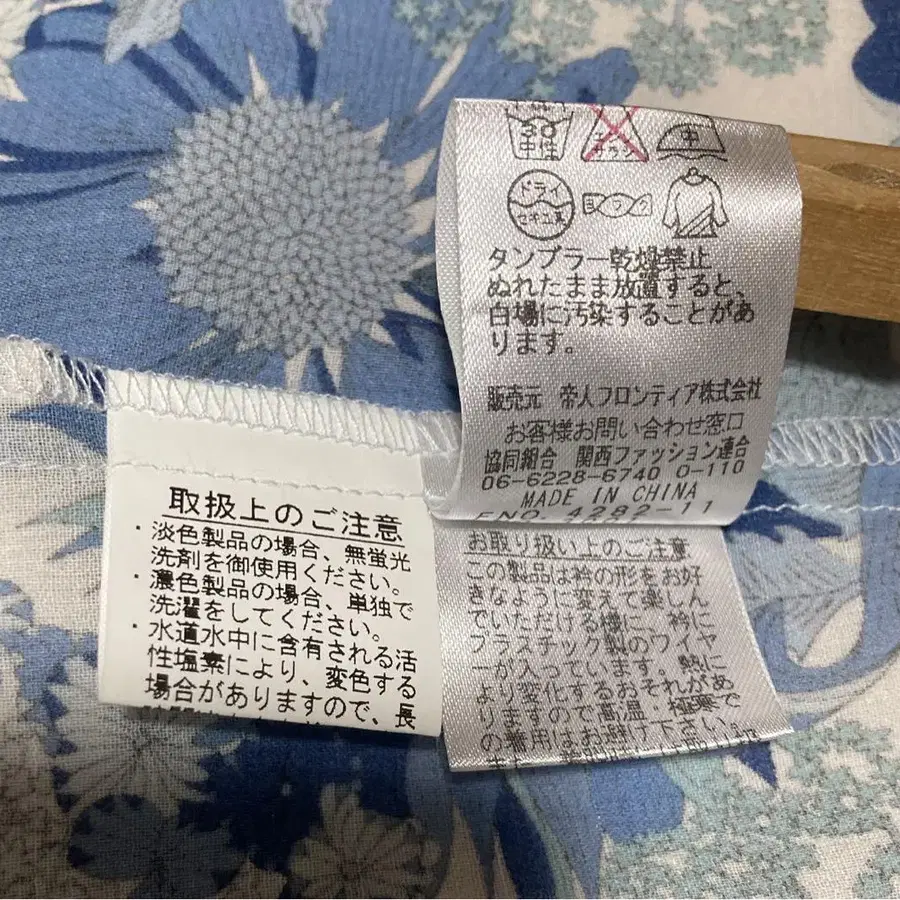 30
中性
エンソ
サラシ
中
ドライ
セキユ系
タンブラー乾燥禁止
ぬれたまま放置すると、
白場に汚染することがあ
ります。
販売元 帝人フロンティア株式会社
お客様お問い合わせ窓口
協同組合 関西ファッション連合
06-6228-6740 0-110
MADE IN CHINA
FNO. 4282-11
取扱上のご注意
・淡色製品の場合、無蛍光
洗剤を御使用ください。
・濃色製品の場合、単独で
洗濯をしてください。
・水道水中に含有される活
性塩素により、変色する
場合がありますので、長
お取り扱い上のご注意
この製品は衿の形をお好
きなように変えて楽しん
でいただける様に、衿に
プラスチック製のワイヤ
ーが入っています。熱に
より変化するおそれがあ
りますので高温・極寒で
の着用はお避け下さい。